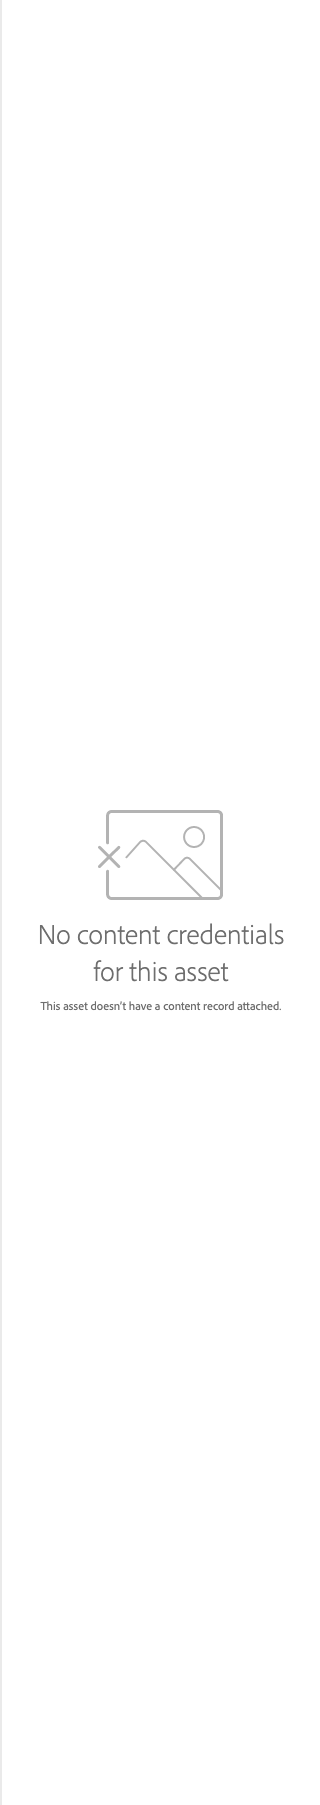 No content credentials
for this asset
This asset doesn't have a content record attached.